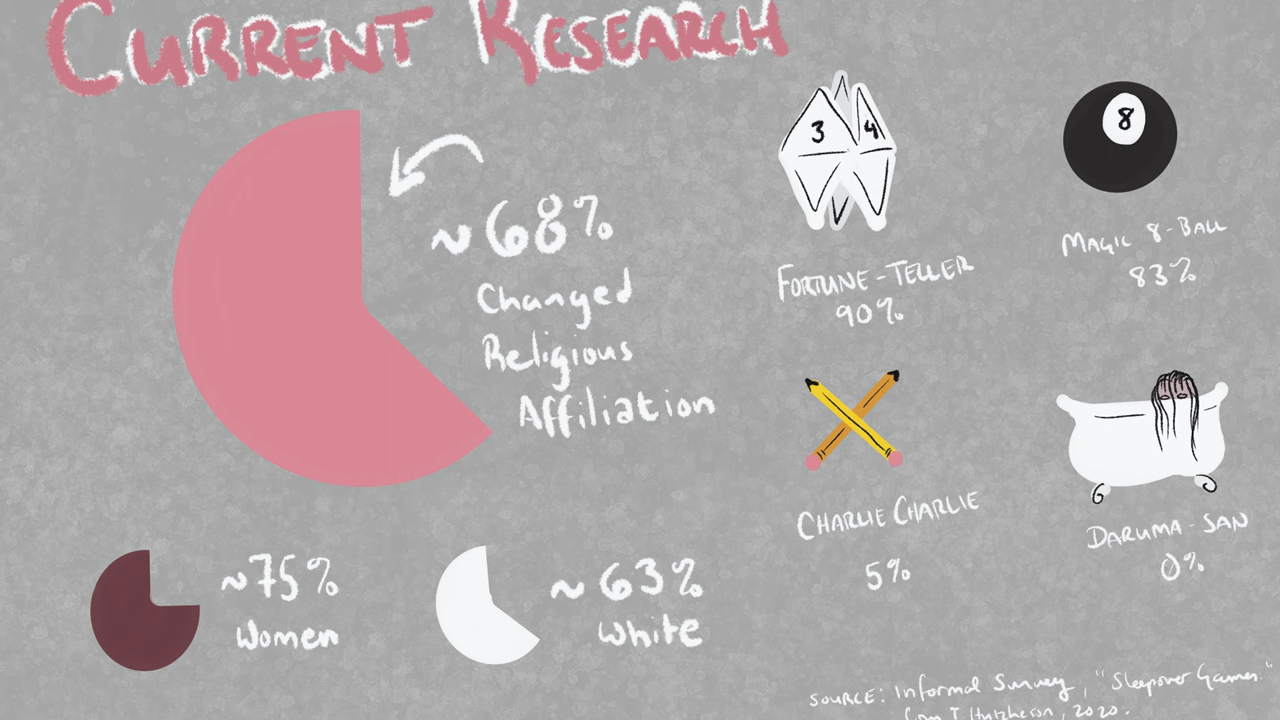 CURRENT RESEARCH
~68%
Changed
Religious
Affiliation
~75%
Women
~63%
White
3 4
FORTUNE-TELLER
90%
8
MAGIC 8-BALL
83%
CHARLIE CHARLIE
5%
DARUMA-SAN
0%
SOURCE: Informal Survey, "Sleepover Games"
2020.